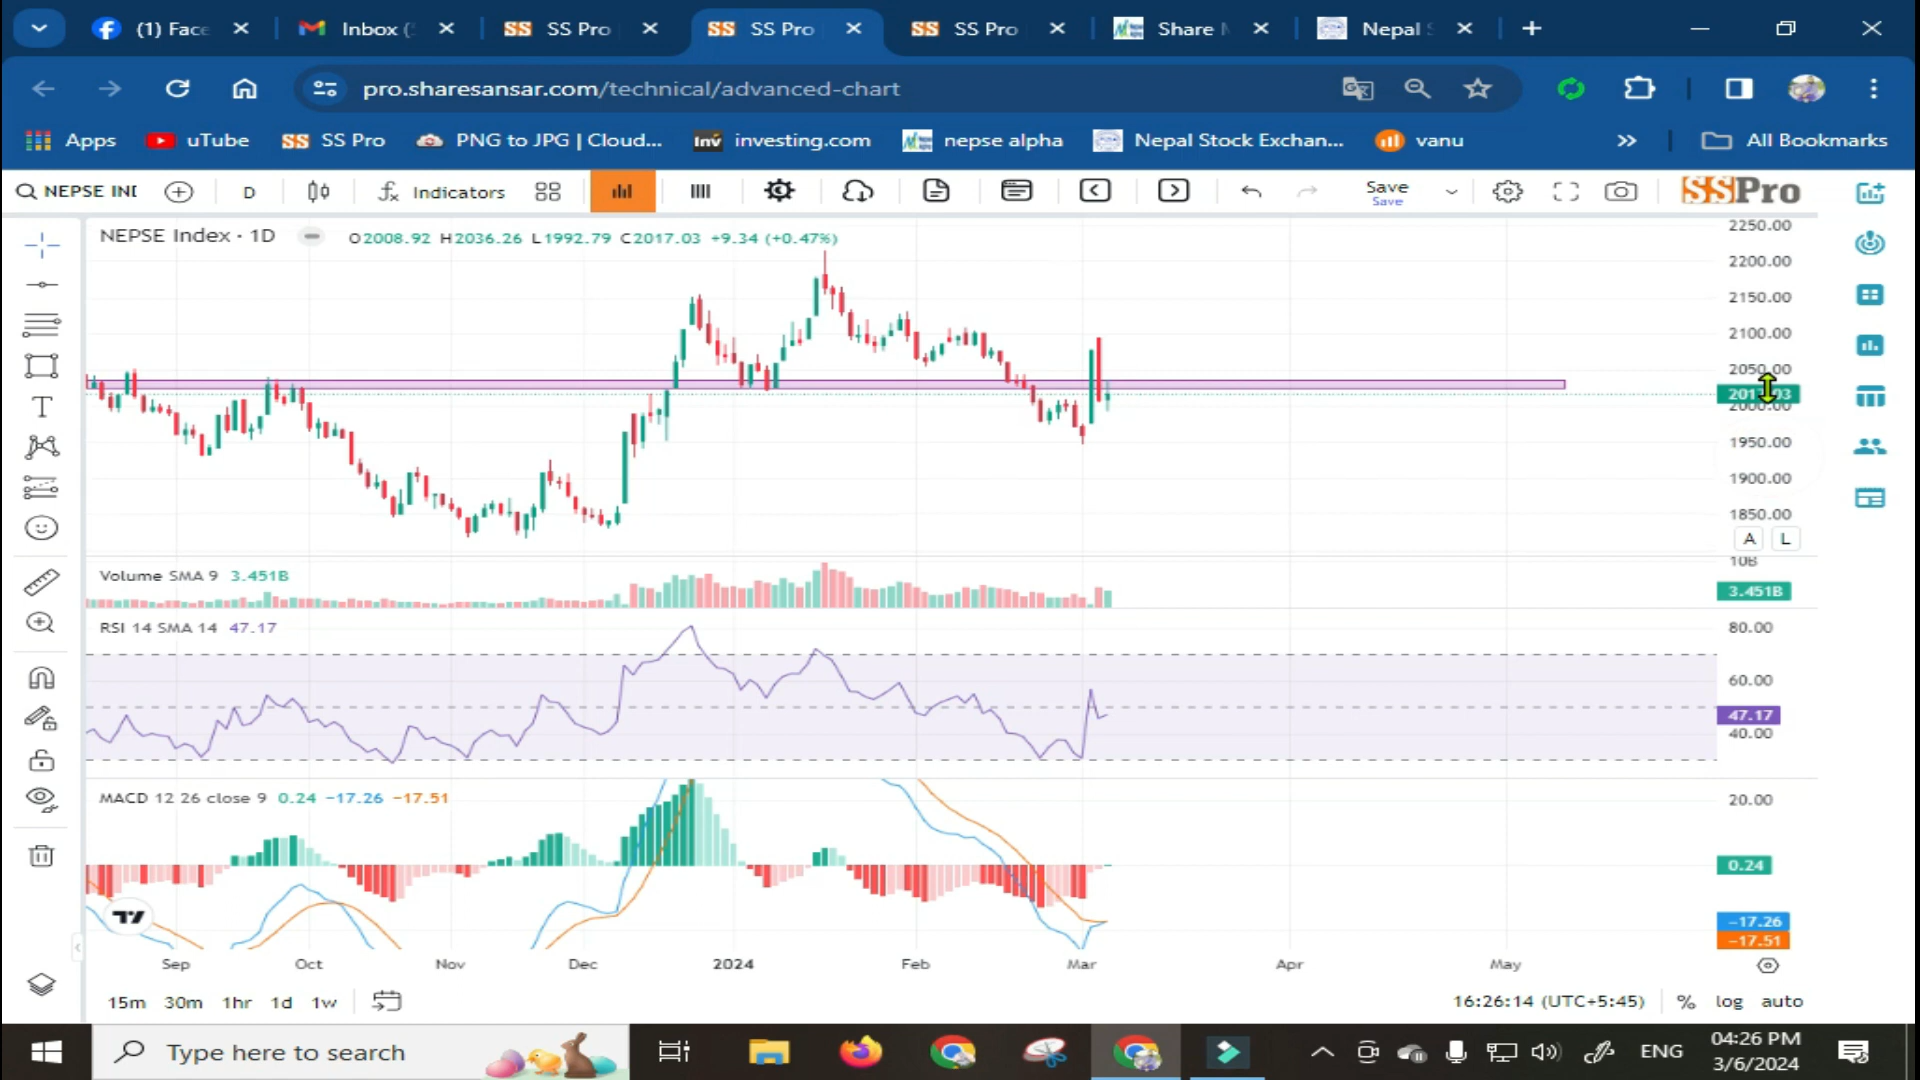 (1) Face
Inbox (
SS Pro
SS Pro
SS Pro
Share
Nepal
pro.sharesansar.com/technical/advanced-chart
Apps
uTube
SS Pro
PNG to JPG | Cloud...
Inv investing.com
nepse alpha
Nepal Stock Exchan...
vanu
»
All Bookmarks
NEPSE INI
D
fx Indicators
Save
Save
SSPro
NEPSE Index · 1D
O2008.92 H2036.26 L1992.79 C2017.03 +9.34 (+0.47%)
2250.00
2200.00
2150.00
2100.00
2050.00
2017.03
2000.00
1950.00
1900.00
1850.00
A L
Volume SMA 9 3.451B
10B
3.451B
RSI 14 SMA 14 47.17
80.00
60.00
47.17
40.00
MACD 12 26 close 9 0.24 −17.26 −17.51
20.00
0.24
−17.26
−17.51
Sep Oct Nov Dec 2024 Feb Mar Apr May
15m 30m 1hr 1d 1w
16:26:14 (UTC+5:45) % log auto
Type here to search
ENG
04:26 PM
3/6/2024